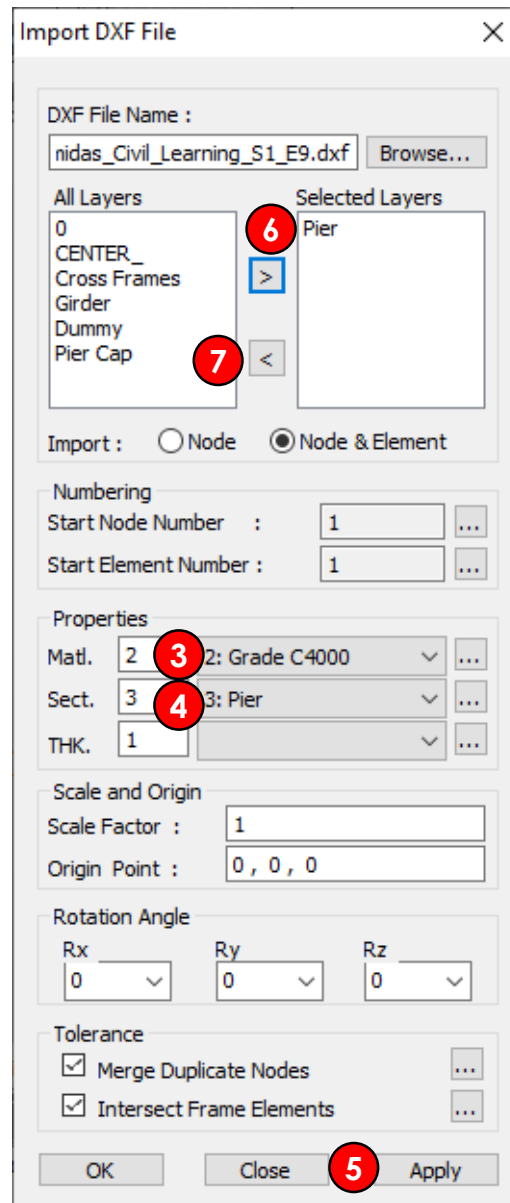 Import DXF File
DXF File Name :
nidas_Civil_Learning_S1_E9.dxf Browse...
All Layers Selected Layers
0 6 Pier
CENTER_
Cross Frames >
Girder
Dummy
Pier Cap 7 <
Import : Node Node & Element
Numbering
Start Node Number : 1 ...
Start Element Number : 1 ...
Properties
Matl. 2 3 2: Grade C4000 ...
Sect. 3 4 3: Pier ...
THK. 1 ...
Scale and Origin
Scale Factor : 1
Origin Point : 0 , 0 , 0
Rotation Angle
Rx Ry Rz
0 0 0
Tolerance
Merge Duplicate Nodes ...
Intersect Frame Elements ...
OK Close 5 Apply